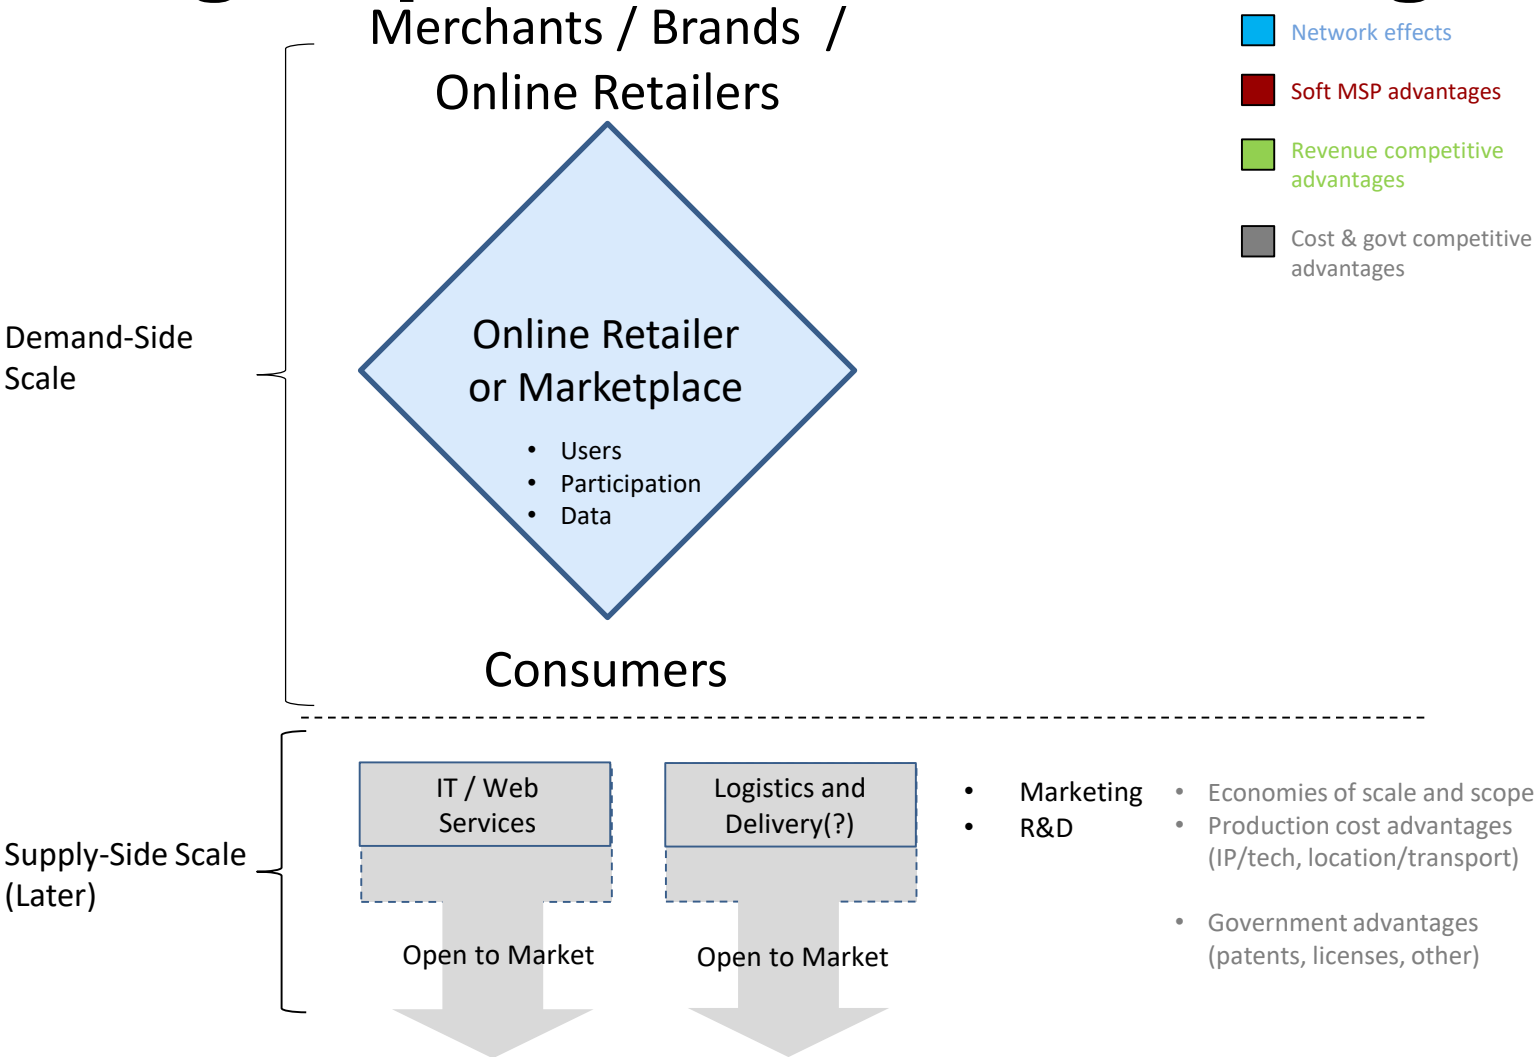 Merchants / Brands /
Online Retailers
Network effects
Soft MSP advantages
Revenue competitive
advantages
Cost & govt competitive
advantages
Demand-Side
Scale
Online Retailer
or Marketplace
• Users
• Participation
• Data
Consumers
Supply-Side Scale
(Later)
IT / Web
Services
Open to Market
Logistics and
Delivery(?)
Open to Market
• Marketing
• R&D
• Economies of scale and scope
• Production cost advantages
(IP/tech, location/transport)
• Government advantages
(patents, licenses, other)